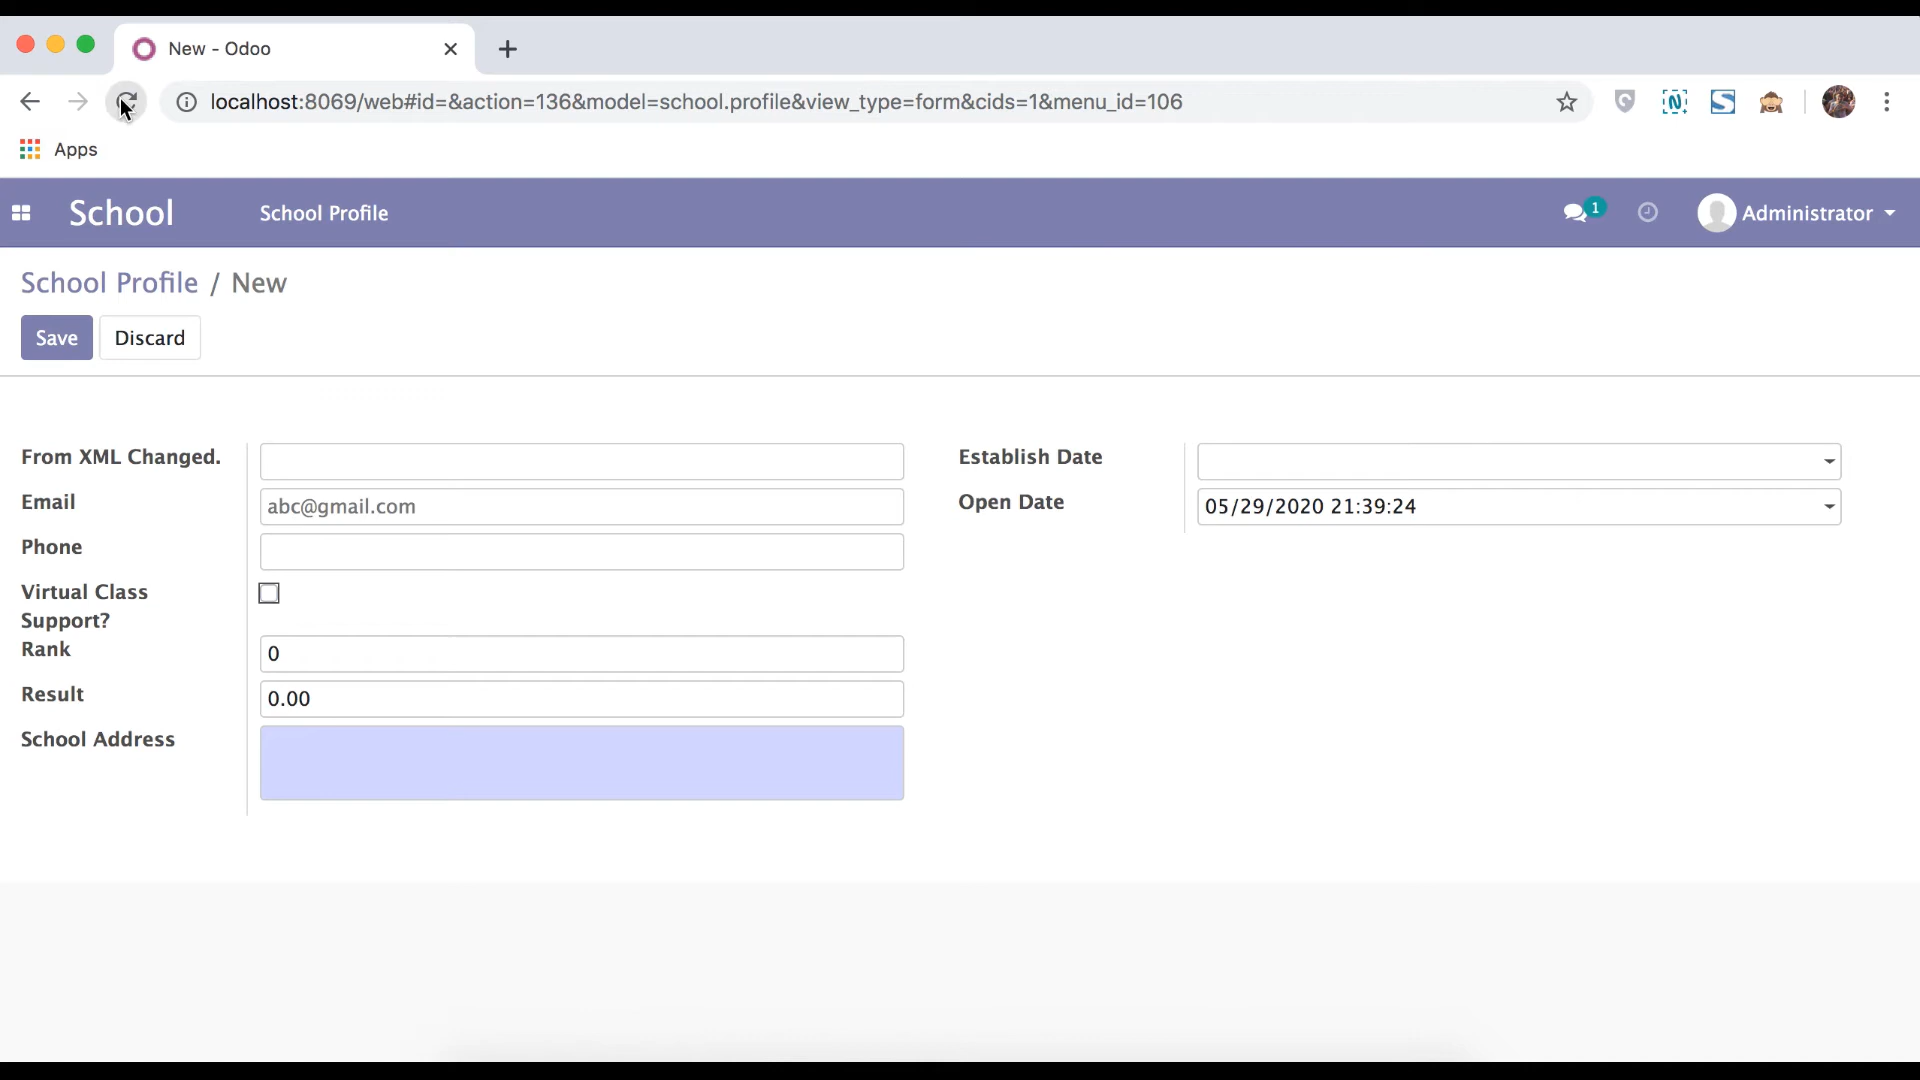 New - Odoo
localhost:8069/web#id=&action=136&model=school.profile&view_type=form&cids=1&menu_id=106
Apps
School
School Profile
1
Administrator
School Profile / New
Save
Discard
From XML Changed.
Email
abc@gmail.com
Phone
Virtual Class
Support?
Rank
0
Result
0.00
School Address
Establish Date
Open Date
05/29/2020 21:39:24